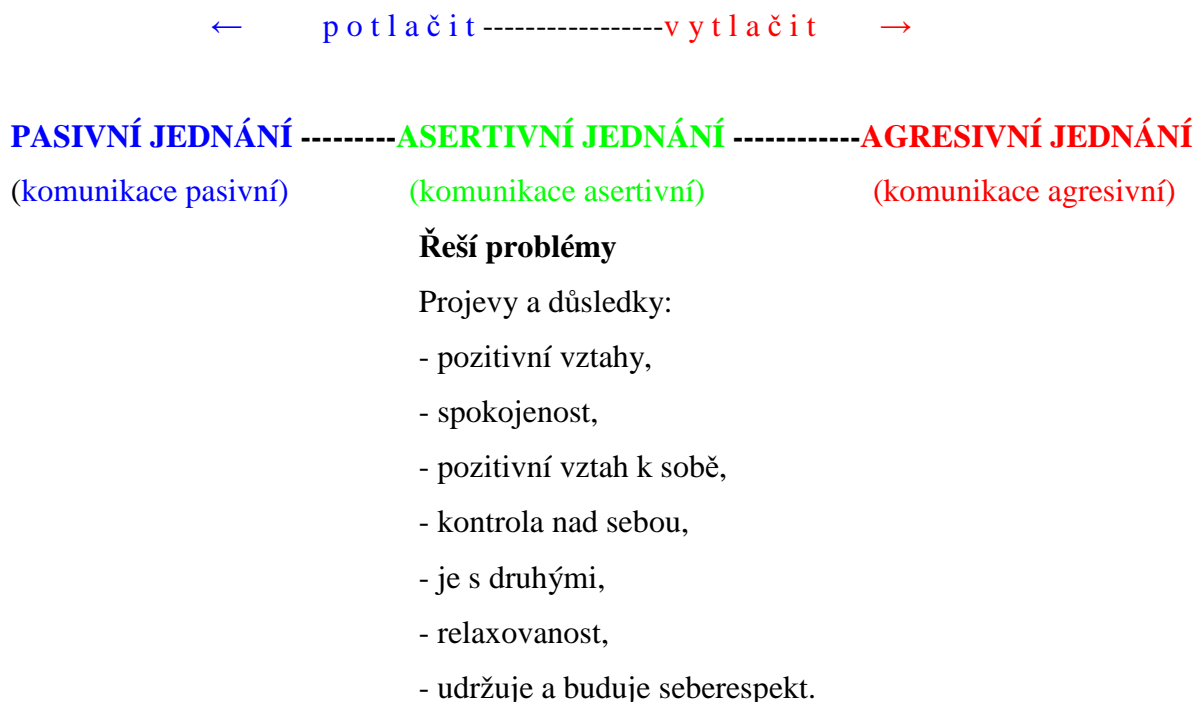 ← p o t l a č i t -----------------v y t l a č i t →
PASIVNÍ JEDNÁNÍ ---------ASERTIVNÍ JEDNÁNÍ ------------AGRESIVNÍ JEDNÁNÍ
(komunikace pasivní) (komunikace asertivní) (komunikace agresivní)
Řeší problémy
Projevy a důsledky:
- pozitivní vztahy,
- spokojenost,
- pozitivní vztah k sobě,
- kontrola nad sebou,
- je s druhými,
- relaxovanost,
- udržuje a buduje seberespekt.